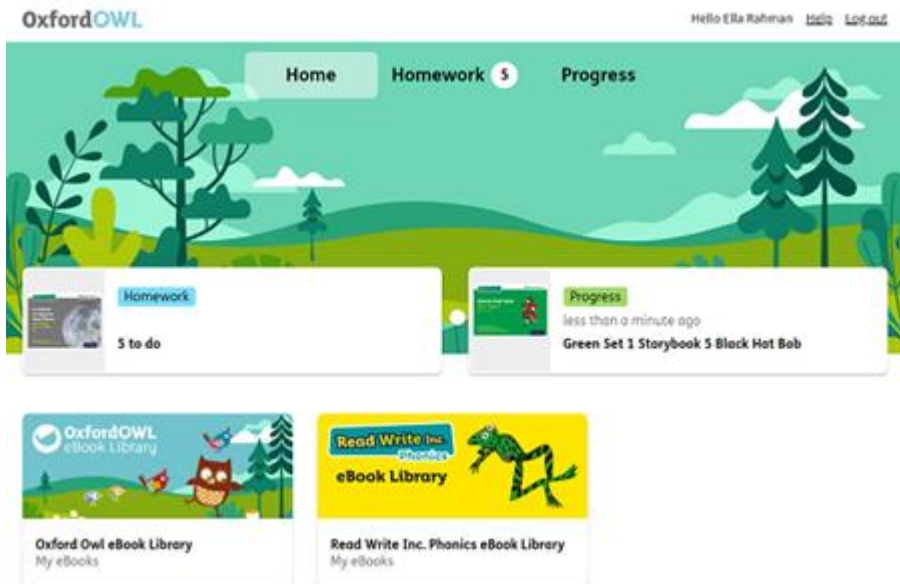 OxfordOWL
Hello Ella Rahman Help Log out
Home Homework 5 Progress
Homework
5 to do
Progress
less than a minute ago
Green Set 1 Storybook 5 Black Hat Bob
OxfordOWL
eBook Library
Read Write Inc.
Phonics
eBook Library
Oxford Owl eBook Library
My eBooks
Read Write Inc. Phonics eBook Library
My eBooks